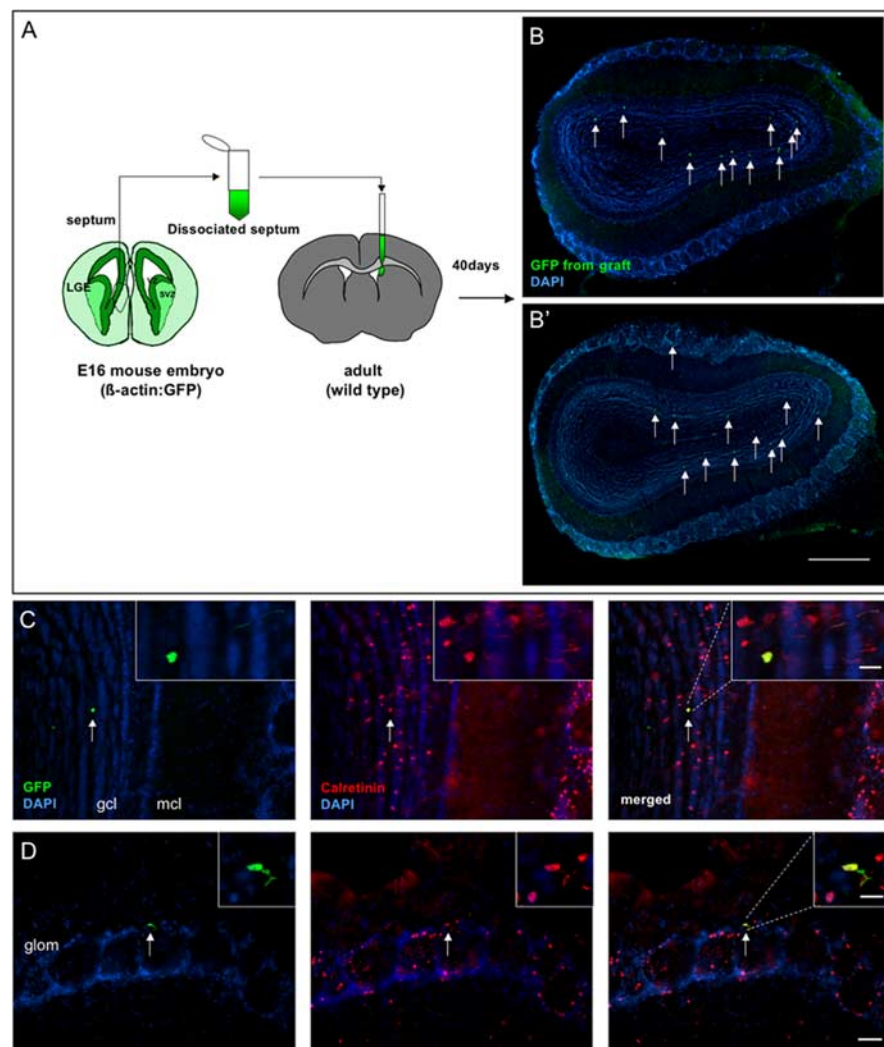 A
septum
Dissociated septum
LGE
svz
40days
E16 mouse embryo
(ß-actin:GFP)
adult
(wild type)
B
GFP from graft
DAPI
B'
C
GFP
DAPI
gcl
mcl
Calretinin
DAPI
merged
D
glom